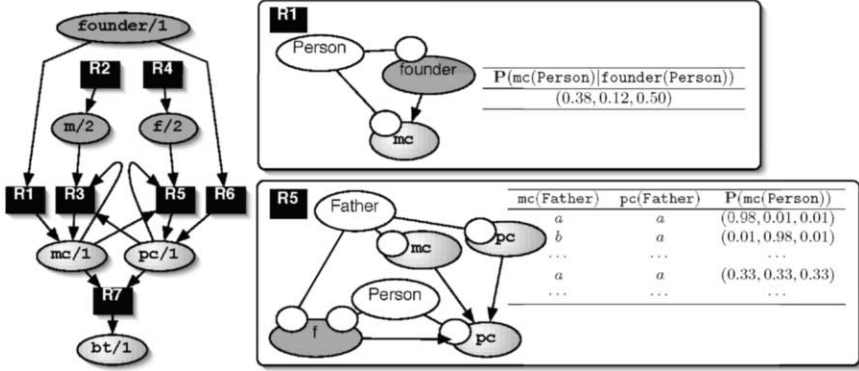 founder/1
R2
R4
m/2
f/2
R1
R3
R5
R6
mc/1
pc/1
R7
bt/1
R1
Person
founder
mc
P(mc(Person)|founder(Person))
(0.38, 0.12, 0.50)
R5
Father
mc
pc
Person
f
pc
mc(Father) pc(Father) P(mc(Person))
a a (0.98, 0.01, 0.01)
b a (0.01, 0.98, 0.01)
... ... ...
a a (0.33, 0.33, 0.33)
... ... ...